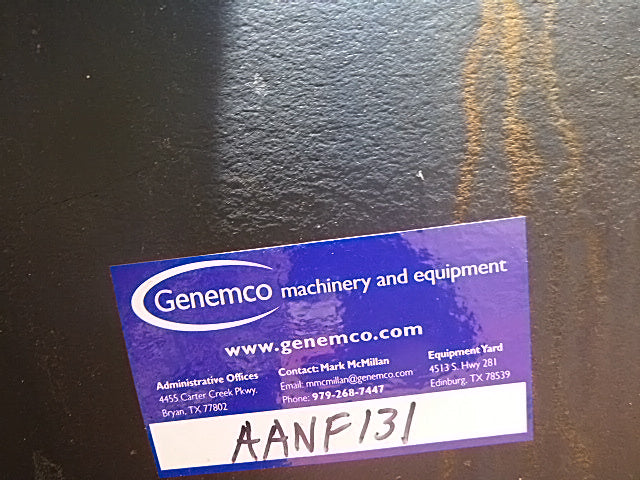 Genemco machinery and equipment
www.genemco.com
Administrative Offices
4455 Carter Creek Pkwy.
Bryan, TX 77802
Contact: Mark McMillan
Email: mmcmillan@genemco.com
Phone: 979-268-7447
Equipment Yard
4513 S. Hwy 281
Edinburg, TX 78539
AANF131